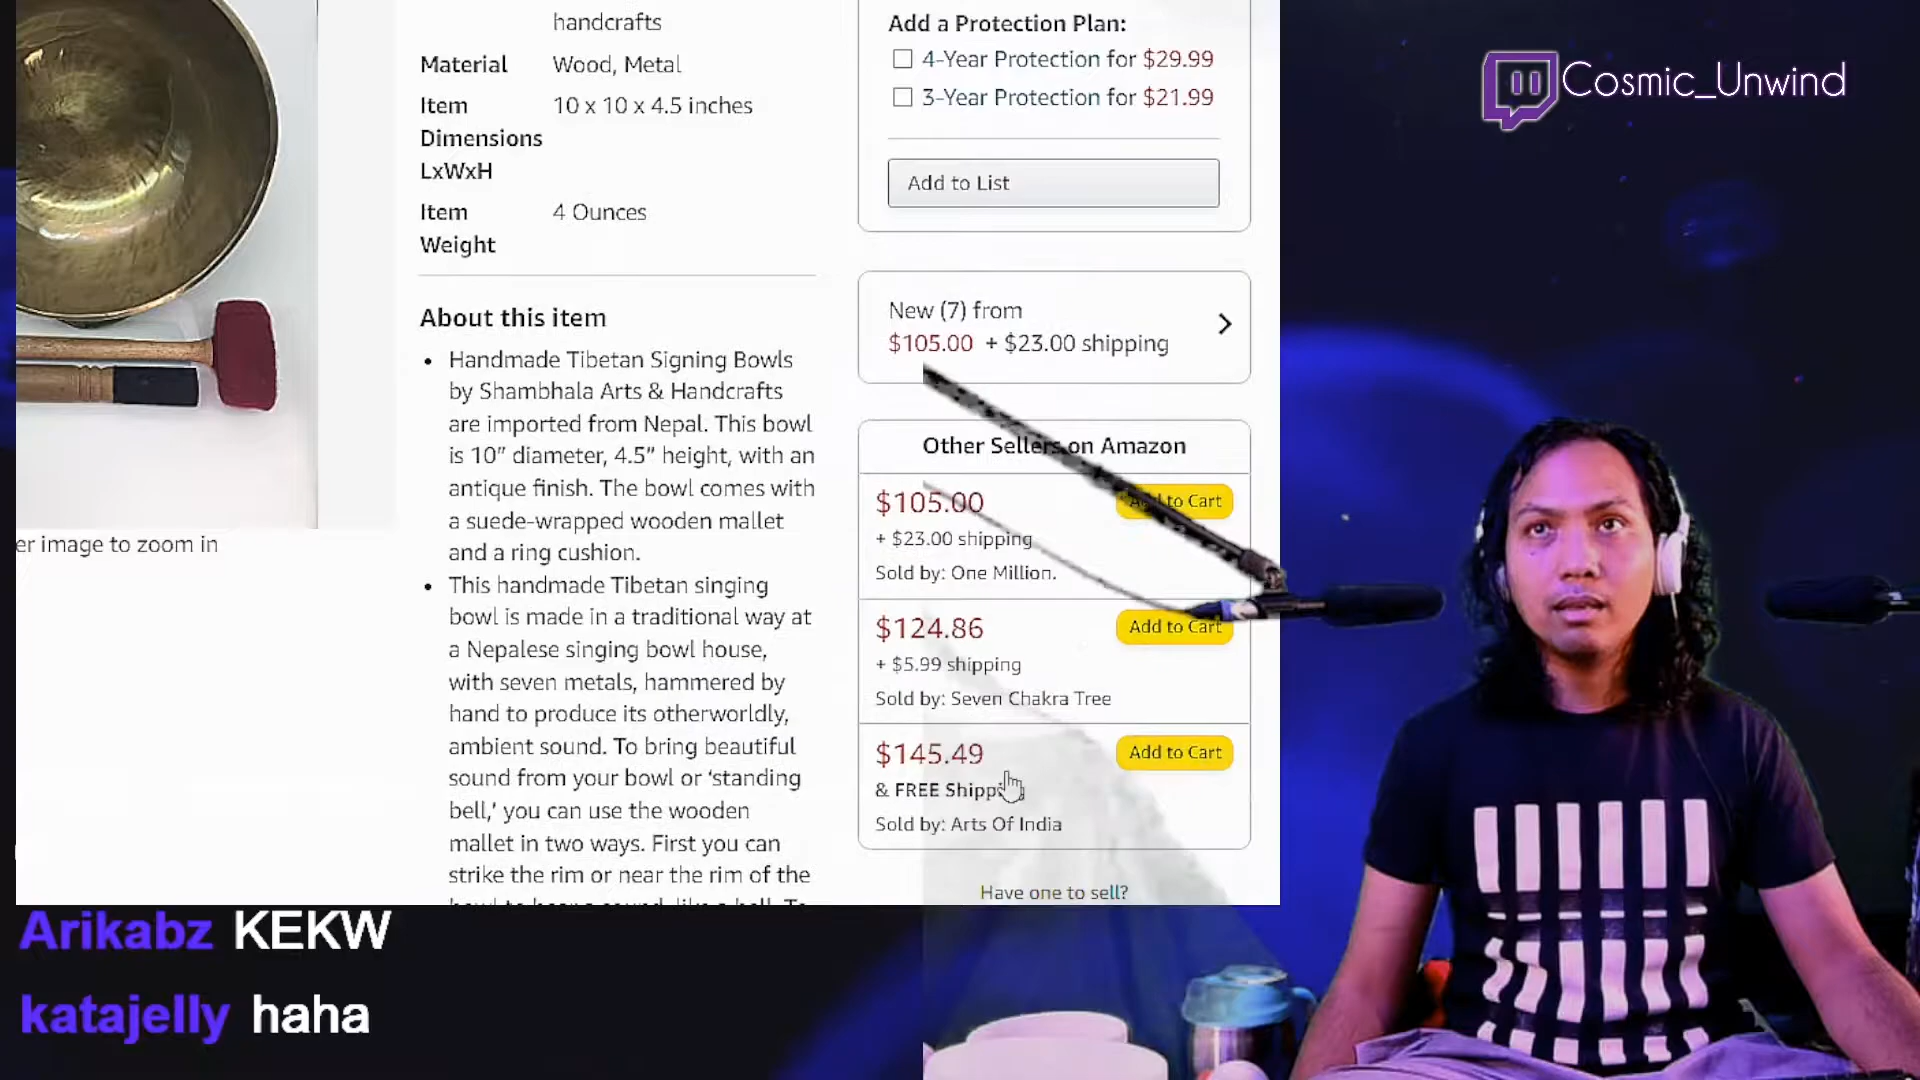 handcrafts
Material Wood, Metal
Item 10 x 10 x 4.5 inches
Dimensions
LxWxH
Item 4 Ounces
Weight
About this item
• Handmade Tibetan Signing Bowls
by Shambhala Arts & Handcrafts
are imported from Nepal. This bowl
is 10” diameter, 4.5” height, with an
antique finish. The bowl comes with
a suede-wrapped wooden mallet
and a ring cushion.
• This handmade Tibetan singing
bowl is made in a traditional way at
a Nepalese singing bowl house,
with seven metals, hammered by
hand to produce its otherworldly,
ambient sound. To bring beautiful
sound from your bowl or ‘standing
bell,’ you can use the wooden
mallet in two ways. First you can
strike the rim or near the rim of the
er image to zoom in
Add a Protection Plan:
4-Year Protection for $29.99
3-Year Protection for $21.99
Add to List
New (7) from
$105.00 + $23.00 shipping
Other Sellers on Amazon
$105.00 Add to Cart
+ $23.00 shipping
Sold by: One Million.
$124.86 Add to Cart
+ $5.99 shipping
Sold by: Seven Chakra Tree
$145.49 Add to Cart
& FREE Shipp
Sold by: Arts Of India
Have one to sell?
Cosmic_Unwind
Arikabz KEKW
katajelly haha